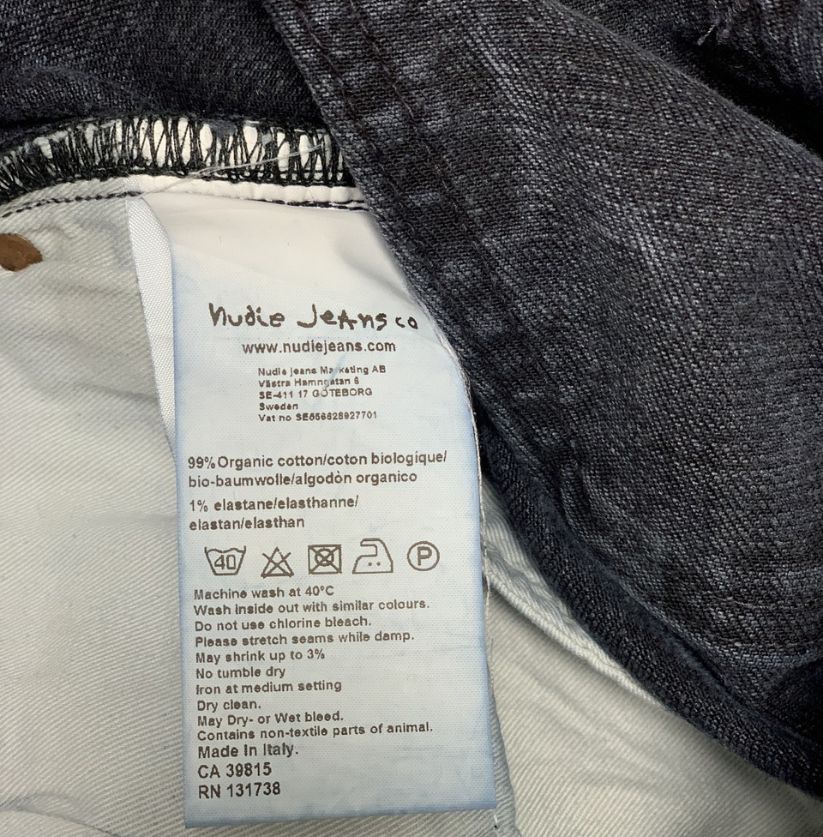 nudie Jeans co
www.nudiejeans.com
Nudie Jeans Marketing AB
Västra Hamngatan 6
SE-411 17 GÖTEBORG
Sweden
Vat no SE556628927701
99% Organic cotton/coton biologique/
bio-baumwolle/algodòn organico
1% elastane/elasthanne/
elastan/elasthan
40 P
Machine wash at 40°C
Wash inside out with similar colours.
Do not use chlorine bleach.
Please stretch seams while damp.
May shrink up to 3%
No tumble dry
Iron at medium setting
Dry clean.
May Dry- or Wet bleed.
Contains non-textile parts of animal.
Made In Italy.
CA 39815
RN 131738